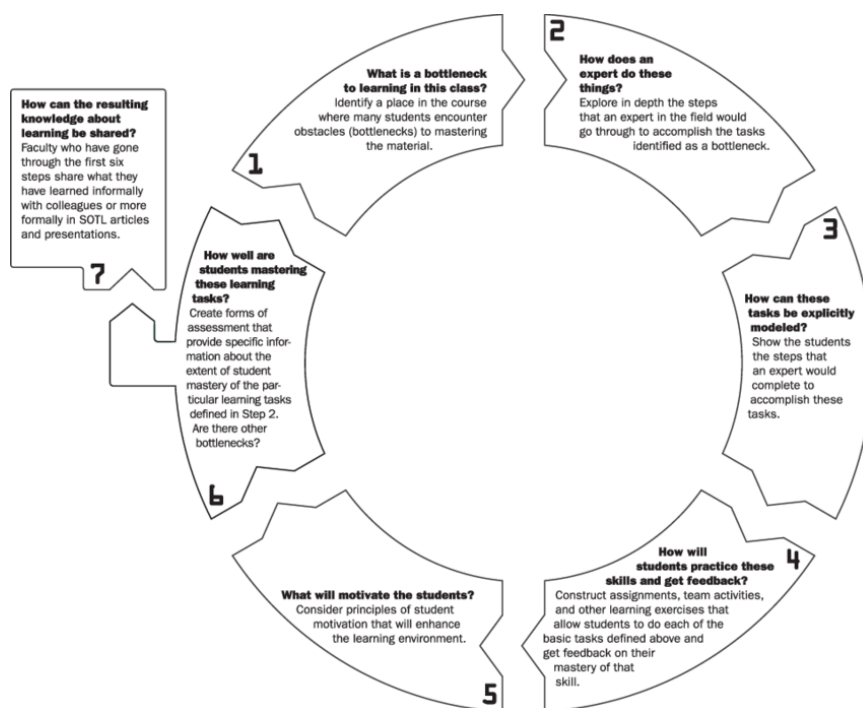 1
What is a bottleneck
to learning in this class?
Identify a place in the course
where many students encounter
obstacles (bottlenecks) to mastering
the material.
2
How does an
expert do these
things?
Explore in depth the steps
that an expert in the field would
go through to accomplish the tasks
identified as a bottleneck.
3
How can these
tasks be explicitly
modeled?
Show the students
the steps that
an expert would
complete to
accomplish these
tasks.
4
How will
students practice these
skills and get feedback?
Construct assignments, team activities,
and other learning exercises that
allow students to do each of the
basic tasks defined above and
get feedback on their
mastery of that
skill.
5
What will motivate the students?
Consider principles of student
motivation that will enhance
the learning environment.
6
How well are
students mastering
these learning
tasks?
Create forms of
assessment that
provide specific infor-
mation about the
extent of student
mastery of the par-
ticular learning tasks
defined in Step 2.
Are there other
bottlenecks?
7
How can the resulting
knowledge about
learning be shared?
Faculty who have gone
through the first six
steps share what they
have learned informally
with colleagues or more
formally in SOTL articles
and presentations.